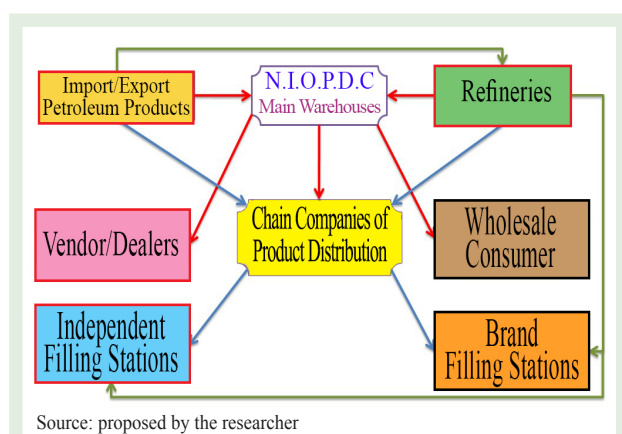 Import/Export
Petroleum Products
N.I.O.P.D.C
Main Warehouses
Refineries
Vendor/Dealers
Chain Companies of
Product Distribution
Wholesale
Consumer
Independent
Filling Stations
Brand
Filling Stations
Source: proposed by the researcher